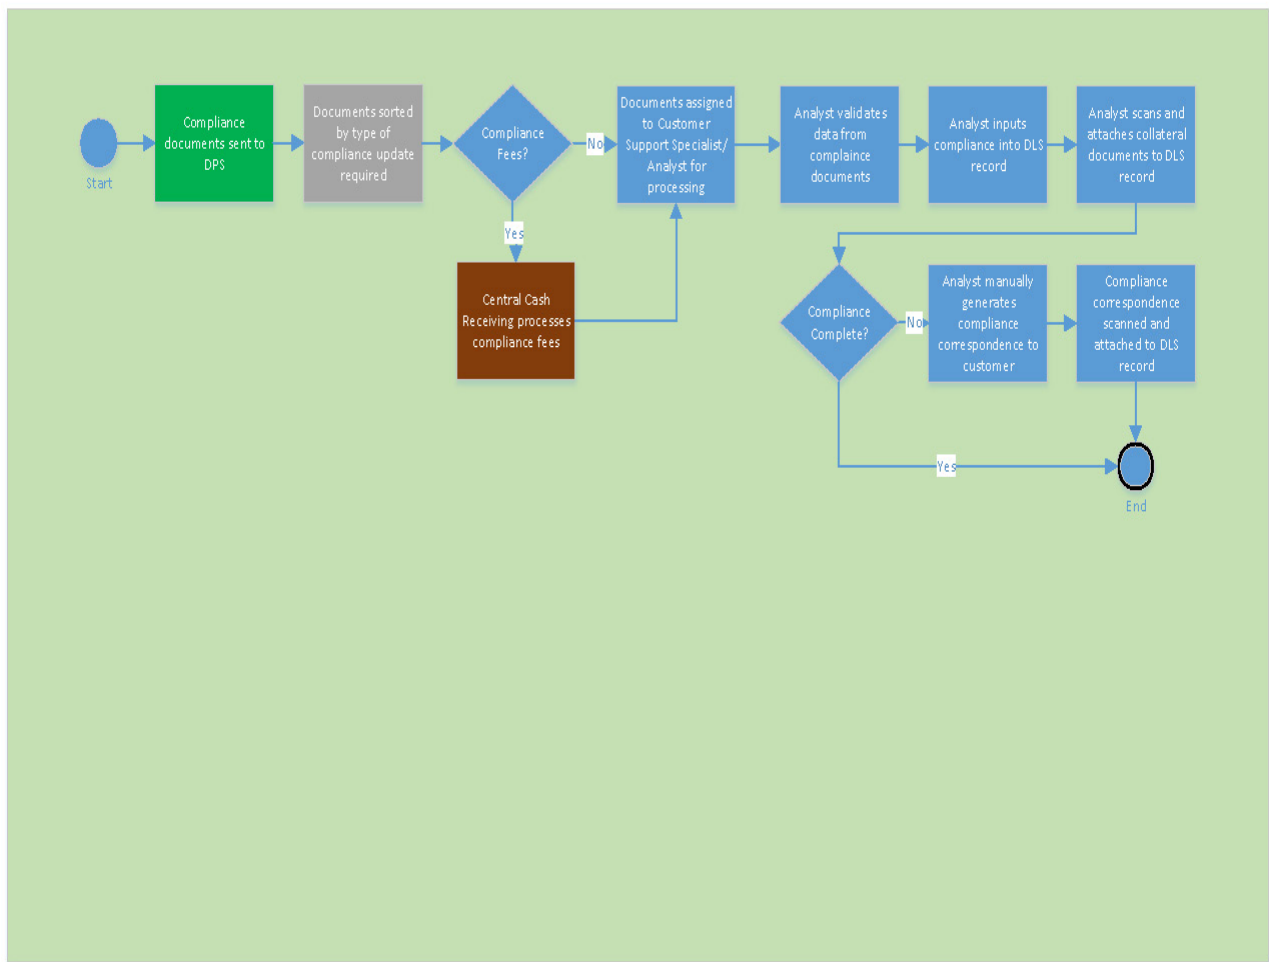 Start
Compliance
documents sent to
DPS
Documents sorted
by type of
compliance update
required
Compliance
Fees?
No
Yes
Central Cash
Receiving processes
compliance fees
Documents assigned
to Customer
Support Specialist/
Analyst for
processing
Analyst validates
data from
complaince
documents
Analyst inputs
compliance into DLS
record
Analyst scans and
attaches collateral
documents to DLS
record
Compliance
Complete?
No
Analyst manually
generates
compliance
correspondence to
customer
Compliance
correspondence
scanned and
attached to DLS
record
Yes
End